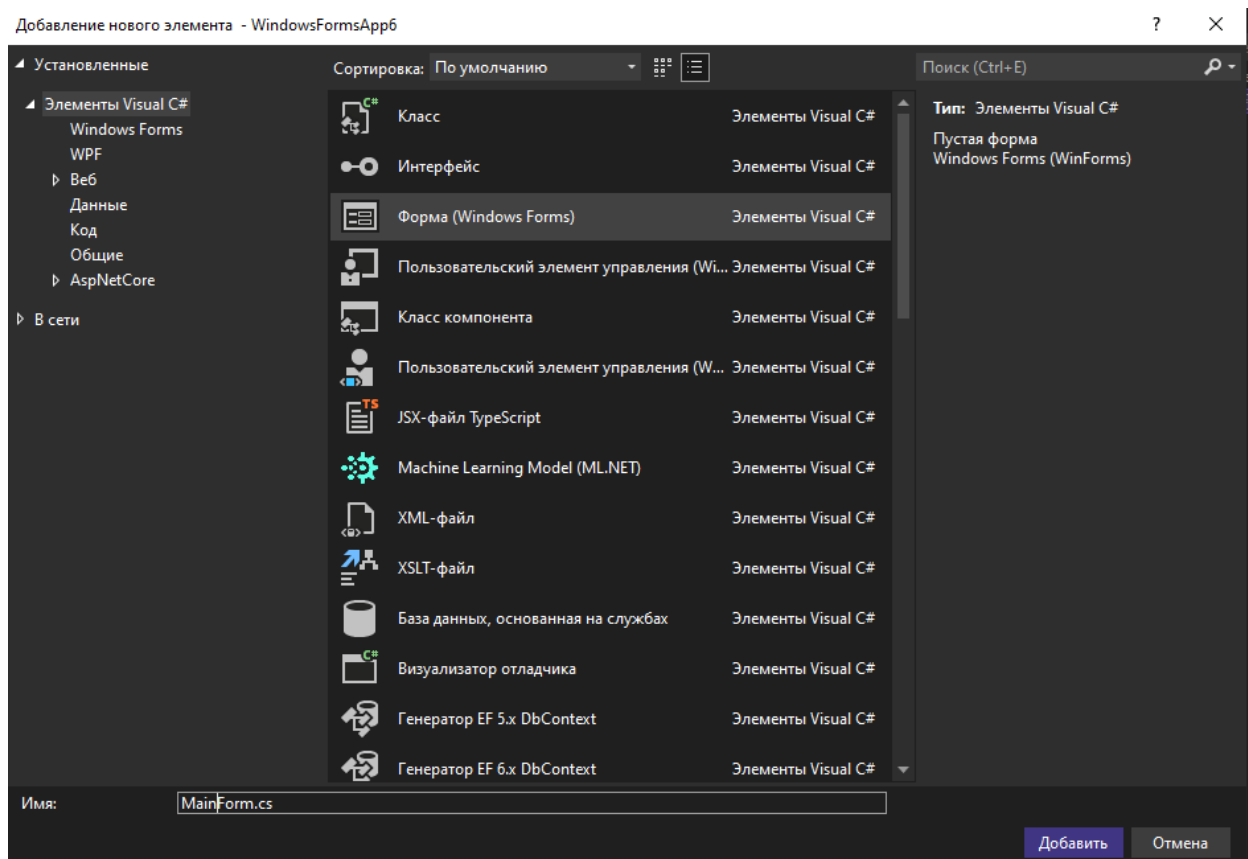 Добавление нового элемента - WindowsFormsApp6
?
Установленные
Сортировка: По умолчанию
Поиск (Ctrl+E)
Элементы Visual C#
Windows Forms
WPF
Веб
Данные
Код
Общие
AspNetCore
В сети
C#
Класс Элементы Visual C#
Интерфейс Элементы Visual C#
Форма (Windows Forms) Элементы Visual C#
Пользовательский элемент управления (Wi... Элементы Visual C#
Класс компонента Элементы Visual C#
Пользовательский элемент управления (W... Элементы Visual C#
TS
JSX-файл TypeScript Элементы Visual C#
Machine Learning Model (ML.NET) Элементы Visual C#
XML-файл Элементы Visual C#
XSLT-файл Элементы Visual C#
База данных, основанная на службах Элементы Visual C#
C#
Визуализатор отладчика Элементы Visual C#
Генератор EF 5.x DbContext Элементы Visual C#
Генератор EF 6.x DbContext Элементы Visual C#
Тип: Элементы Visual C#
Пустая форма
Windows Forms (WinForms)
Имя: MainForm.cs
Добавить Отмена